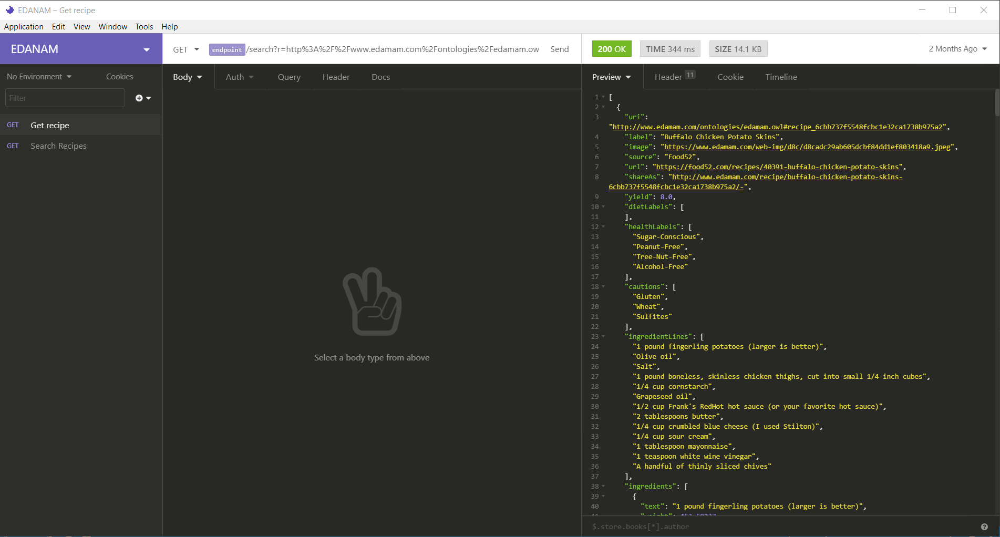 EDANAM – Get recipe
Application Edit View Window Tools Help
EDANAM
GET endpoint/search?r=http%3A%2F%2Fwww.edamam.com%2Fontologies%2Fedamam.ow Send
200 OK TIME 344 ms SIZE 14.1 KB 2 Months Ago
No Environment Cookies
Filter
GET Get recipe
GET Search Recipes
Body Auth Query Header Docs
Select a body type from above
Preview Header 11 Cookie Timeline
1 [
2 {
3 "uri":
"http://www.edamam.com/ontologies/edamam.owl#recipe_6cbb737f5548fcbc1e32ca1738b975a2",
4 "label": "Buffalo Chicken Potato Skins",
5 "image": "https://www.edamam.com/web-img/d8c/d8cadc29ab605dcbf84dd1ef803418a9.jpeg",
6 "source": "Food52",
7 "url": "https://food52.com/recipes/40391-buffalo-chicken-potato-skins",
8 "shareAs": "http://www.edamam.com/recipe/buffalo-chicken-potato-skins-
6cbb737f5548fcbc1e32ca1738b975a2/-",
9 "yield": 8.0,
10 "dietLabels": [
11 ],
12 "healthLabels": [
13 "Sugar-Conscious",
14 "Peanut-Free",
15 "Tree-Nut-Free",
16 "Alcohol-Free"
17 ],
18 "cautions": [
19 "Gluten",
20 "Wheat",
21 "Sulfites"
22 ],
23 "ingredientLines": [
24 "1 pound fingerling potatoes (larger is better)",
25 "Olive oil",
26 "Salt",
27 "1 pound boneless, skinless chicken thighs, cut into small 1/4-inch cubes",
28 "1/4 cup cornstarch",
29 "Grapeseed oil",
30 "1/2 cup Frank's RedHot hot sauce (or your favorite hot sauce)",
31 "2 tablespoons butter",
32 "1/4 cup crumbled blue cheese (I used Stilton)",
33 "1/4 cup sour cream",
34 "1 tablespoon mayonnaise",
35 "1 teaspoon white wine vinegar",
36 "A handful of thinly sliced chives"
37 ],
38 "ingredients": [
39 {
40 "text": "1 pound fingerling potatoes (larger is better)",
$.store.books[*].author